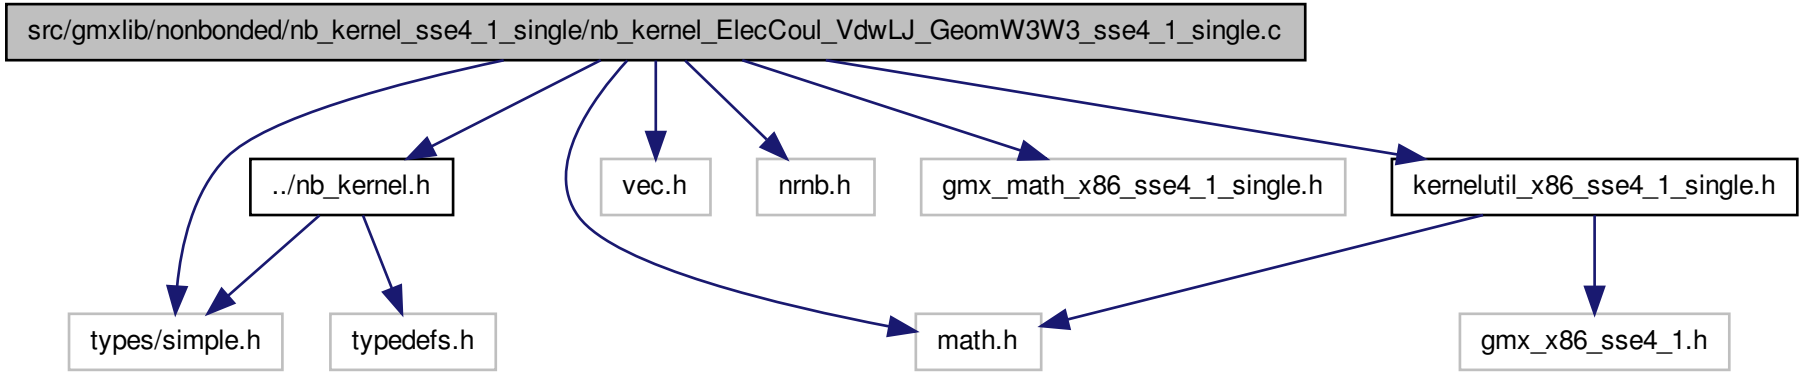 src/gmxlib/nonbonded/nb_kernel_sse4_1_single/nb_kernel_ElecCoul_VdwLJ_GeomW3W3_sse4_1_single.c
../nb_kernel.h
vec.h
nrnb.h
gmx_math_x86_sse4_1_single.h
kernelutil_x86_sse4_1_single.h
types/simple.h
typedefs.h
math.h
gmx_x86_sse4_1.h